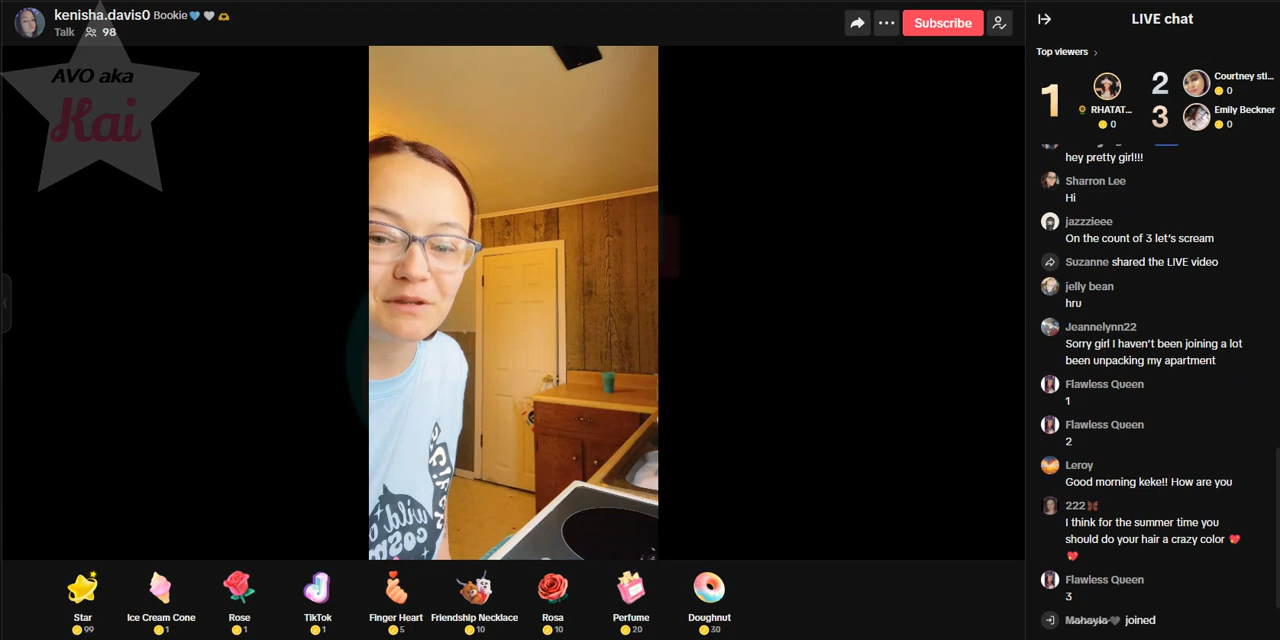 kenisha.davis0 Bookie💙🤍🫶
Talk 98
Subscribe
LIVE chat
AVO aka
Kai
Top viewers
1
RHATAT...
0
2
Courtney sti...
0
3
Emily Beckner
0
hey pretty girl!!!
Sharron Lee
Hi
jazzzieee
On the count of 3 let's scream
Suzanne shared the LIVE video
jelly bean
hru
Jeannelynn22
Sorry girl I haven't been joining a lot
been unpacking my apartment
Flawless Queen
1
Flawless Queen
2
Leroy
Good morning keke!! How are you
222🦋
I think for the summer time you
should do your hair a crazy color 💖
💖
Flawless Queen
3
Mahayla🖤 joined
wild
cosm
Star
99
Ice Cream Cone
1
Rose
1
TikTok
1
Finger Heart
5
Friendship Necklace
10
Rosa
10
Perfume
20
Doughnut
30